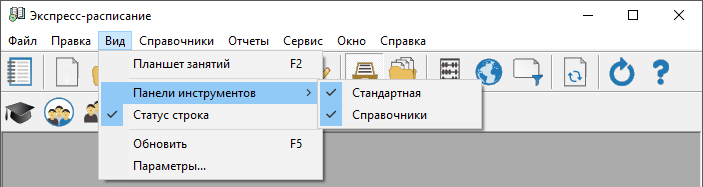 Экспресс-расписание
Файл Правка Вид Справочники Отчеты Сервис Окно Справка
Планшет занятий F2
Панели инструментов
Стандартная
Статус строка
Справочники
Обновить F5
Параметры...